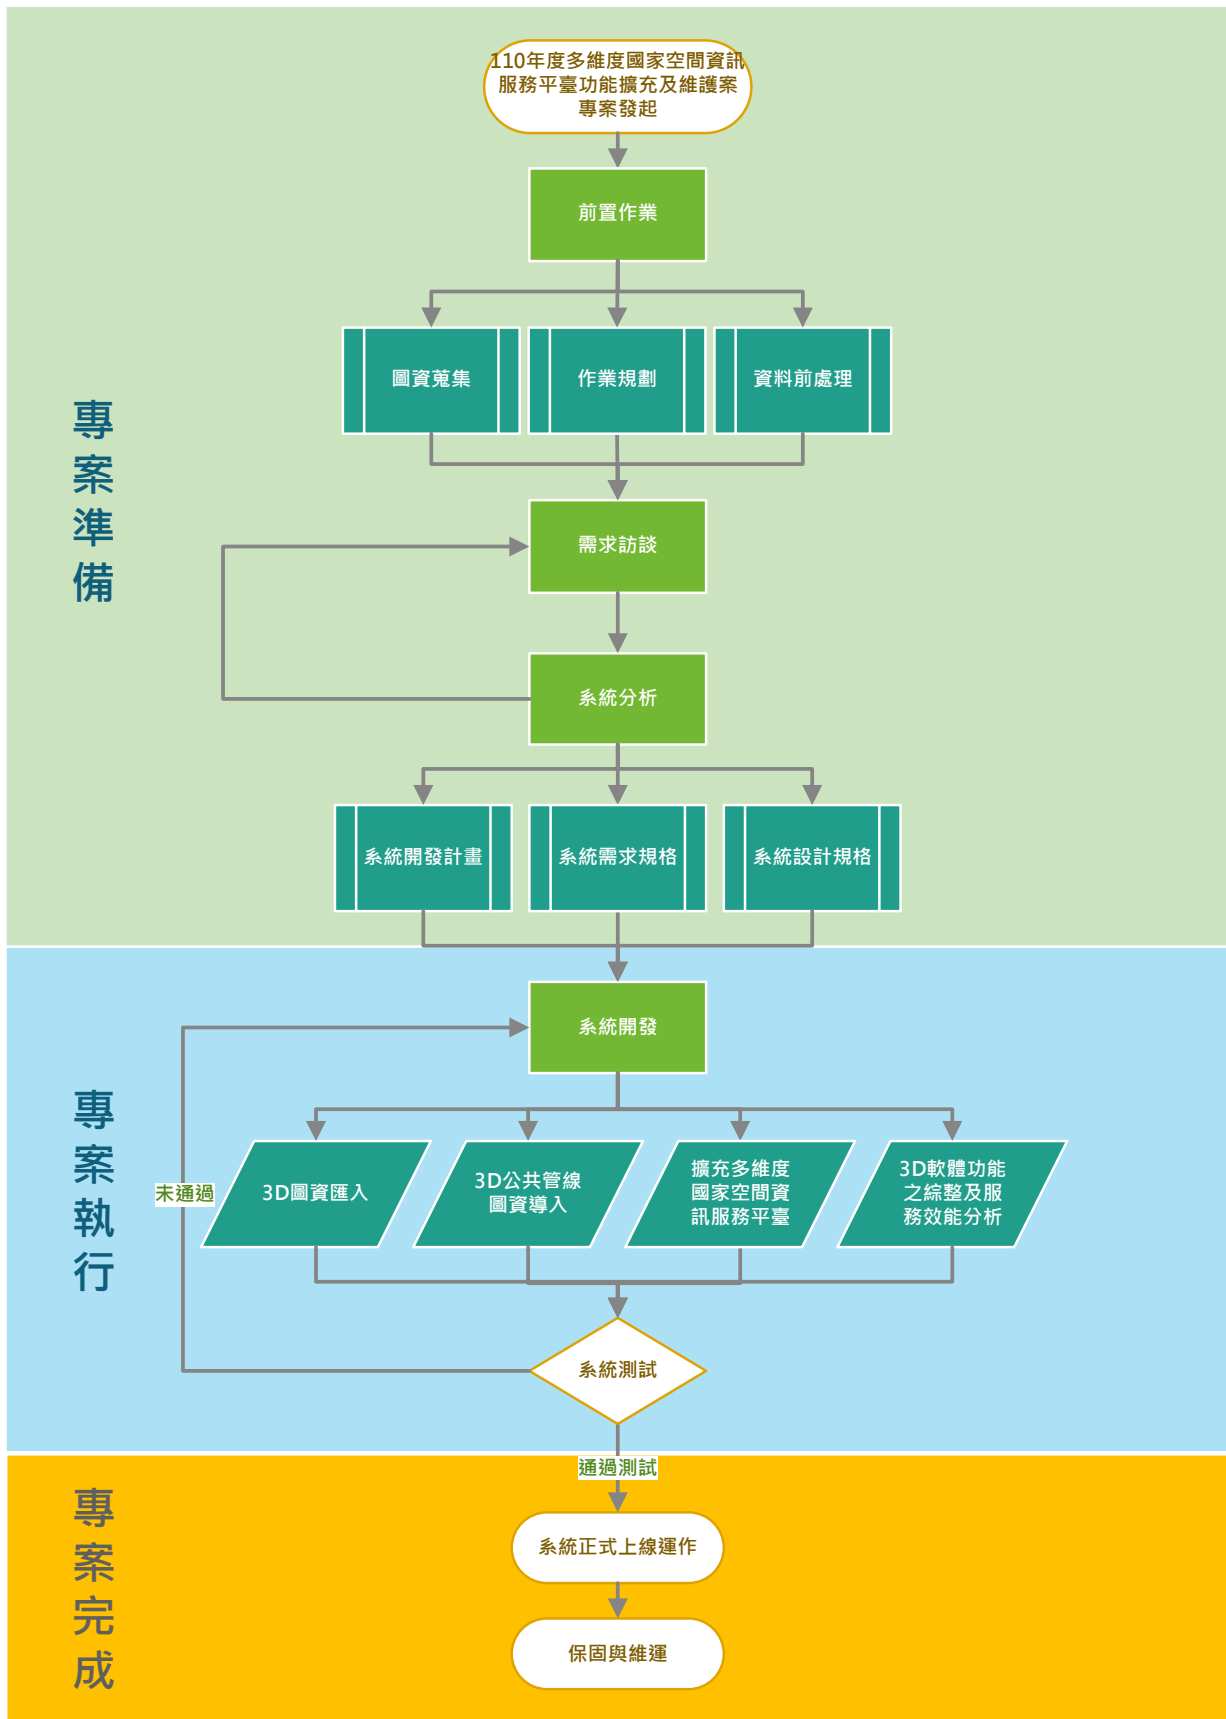 110年度多維度國家空間資訊
服務平臺功能擴充及維護案
專案發起
前置作業
圖資蒐集
作業規劃
資料前處理
專案準備
需求訪談
系統分析
系統開發計畫
系統需求規格
系統設計規格
系統開發
專案執行
未通過
3D圖資匯入
3D公共管線
圖資導入
擴充多維度
國家空間資
訊服務平臺
3D軟體功能
之綜整及服
務效能分析
系統測試
通過測試
專案完成
系統正式上線運作
保固與維運